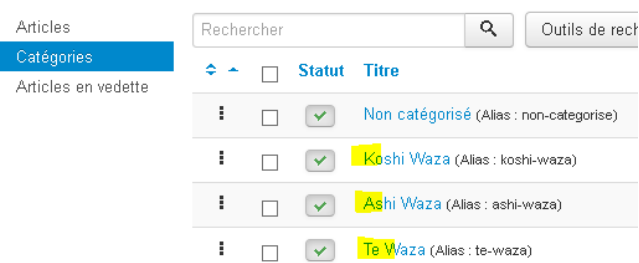 Articles
Catégories
Articles en vedette
Rechercher
Outils de rech
Statut Titre
Non catégorisé (Alias : non-categorise)
Koshi Waza (Alias : koshi-waza)
Ashi Waza (Alias : ashi-waza)
Te Waza (Alias : te-waza)